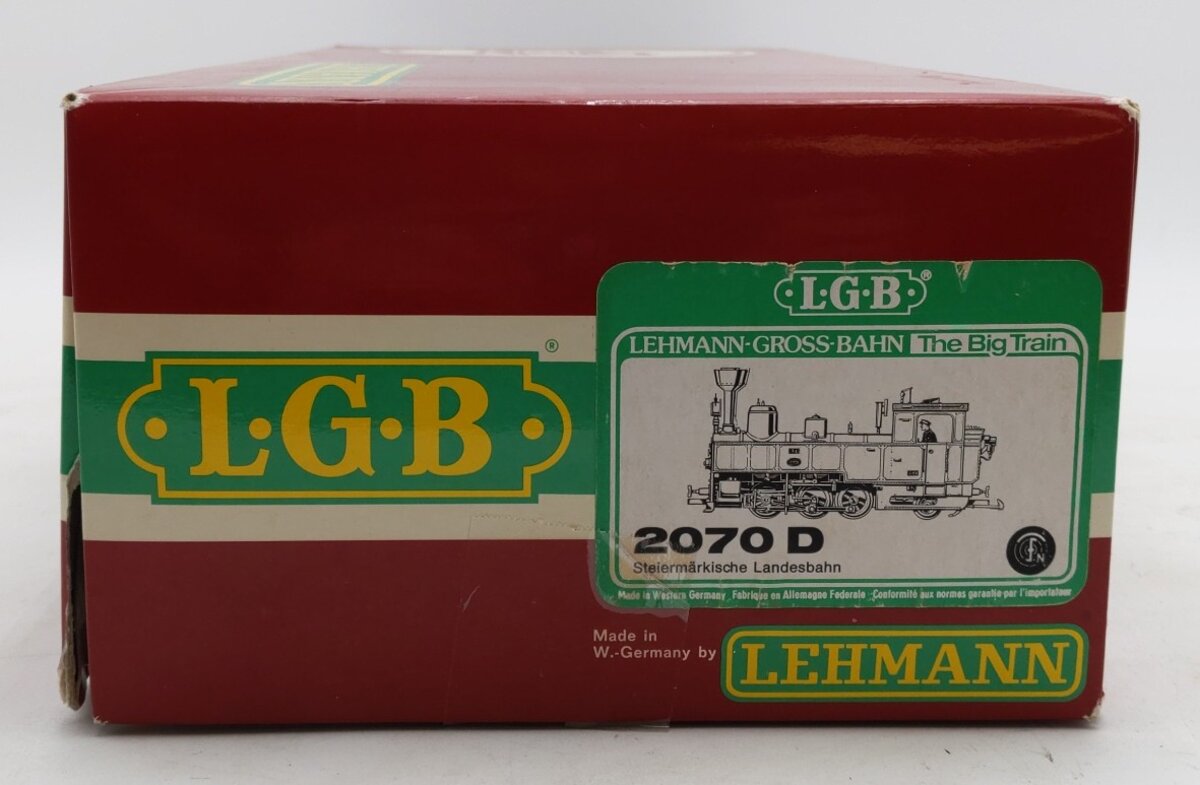 L·G·B®
L·G·B®
LEHMANN-GROSS-BAHN The Big Train
2070 D
Steiermärkische Landesbahn
Made in Western Germany Fabriqué en Allemagne Federale Conformité aux normes garantie par l'importateur
Made in
W.-Germany by
LEHMANN